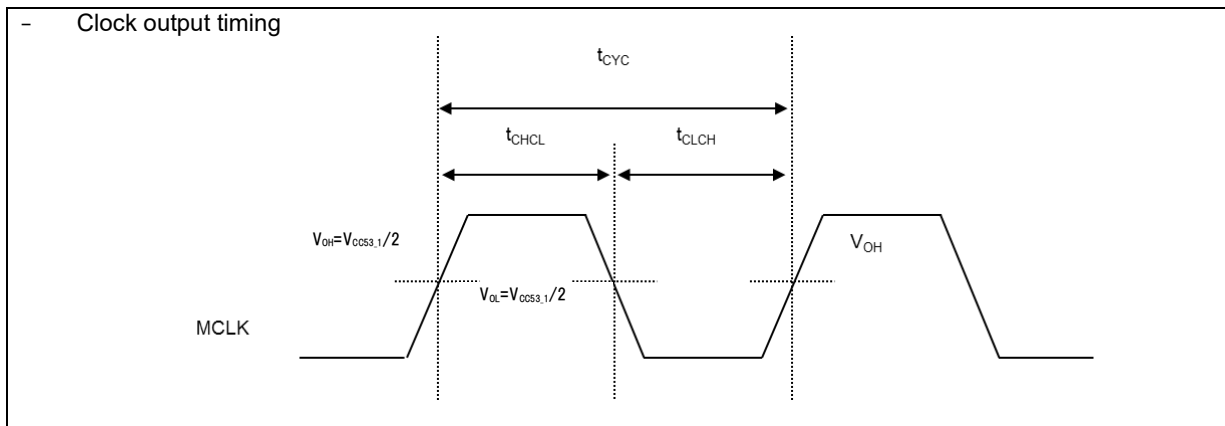 – Clock output timing
tCYC
tCHCL tCLCH
VOH=VCC53_1/2 VOH
VOL=VCC53_1/2
MCLK